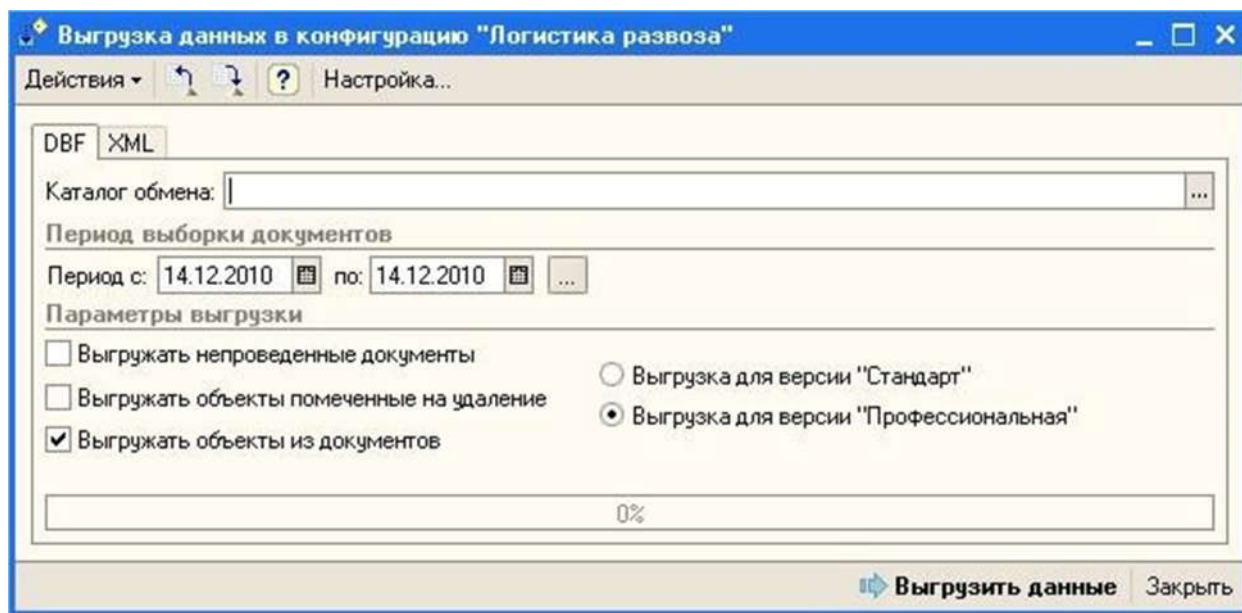 Выгрузка данных в конфигурацию "Логистика развоза"
Действия ? Настройка...
DBF XML
Каталог обмена: ...
Период выборки документов
Период с: 14.12.2010 по: 14.12.2010 ...
Параметры выгрузки
Выгружать непроведенные документы
Выгрузка для версии "Стандарт"
Выгружать объекты помеченные на удаление
Выгрузка для версии "Профессиональная"
Выгружать объекты из документов
0%
Выгрузить данные Закрыть